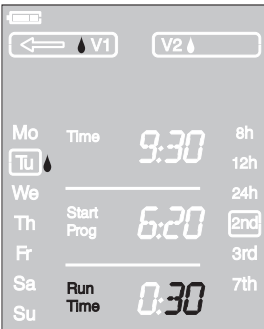 V1 V2
Mo Time 9:30 8h
Tu 12h
We 24h
Th Start Prog 6:20 2nd
Fr 3rd
Sa Run Time 0:30 7th
Su